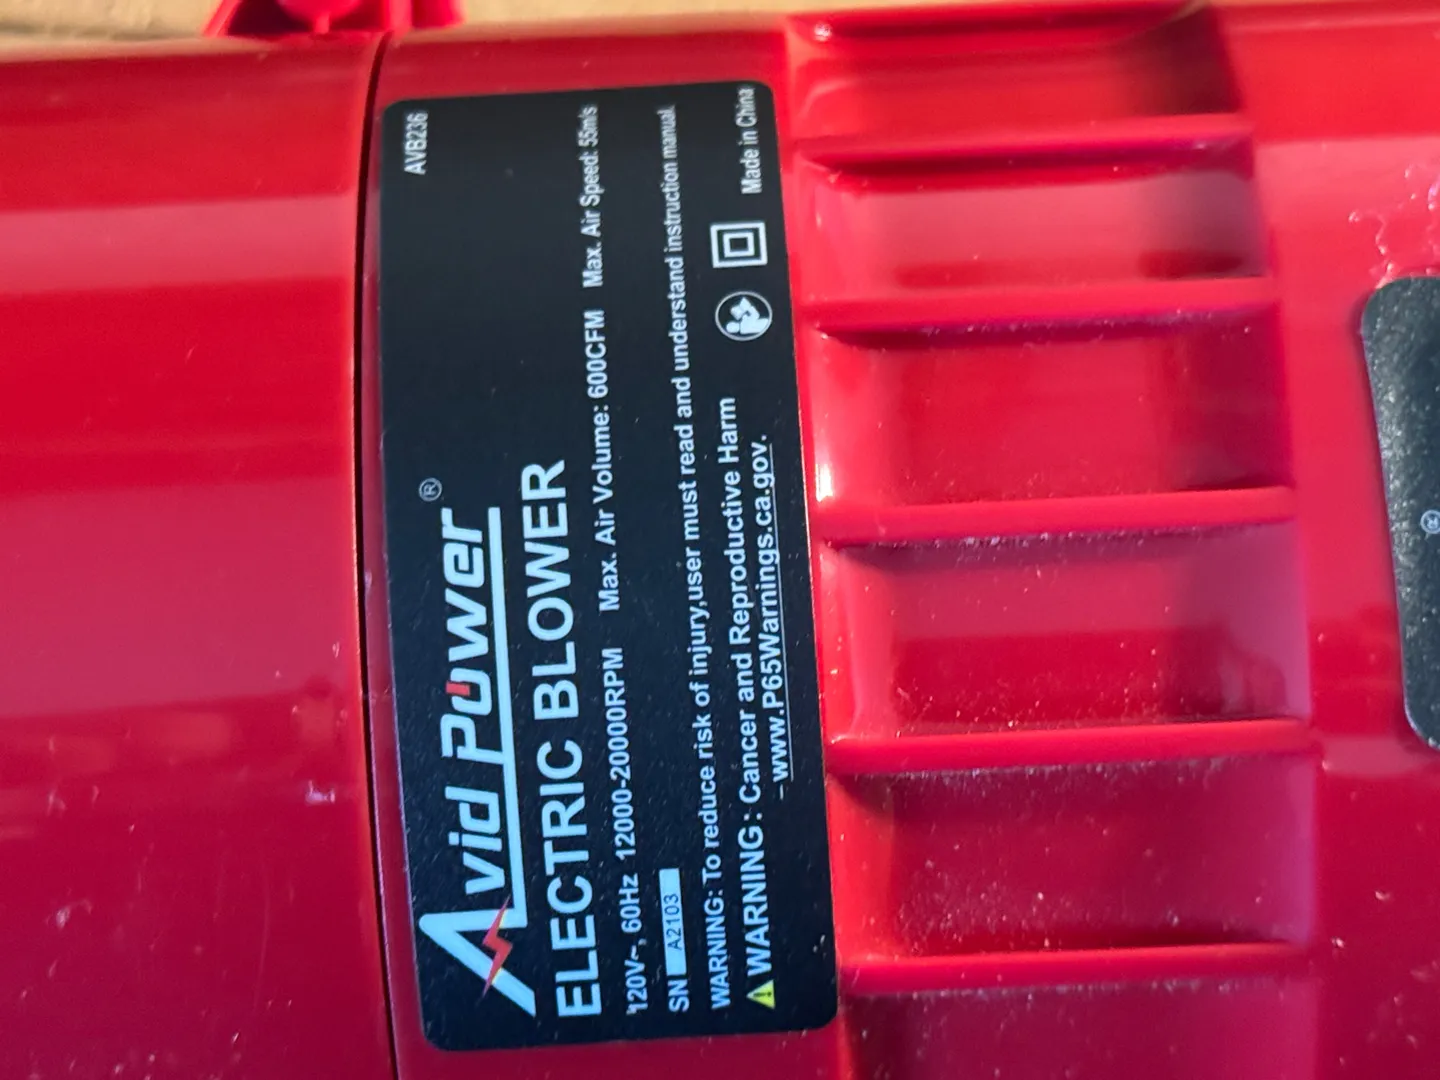 AVB236
Avid Power®
ELECTRIC BLOWER
120V~, 60Hz 12000-20000RPM Max. Air Volume: 600CFM Max. Air Speed: 55m/s
SN A2103
WARNING: To reduce risk of injury,user must read and understand instruction manual.
WARNING: Cancer and Reproductive Harm
-www.P65Warnings.ca.gov.
Made in China
®